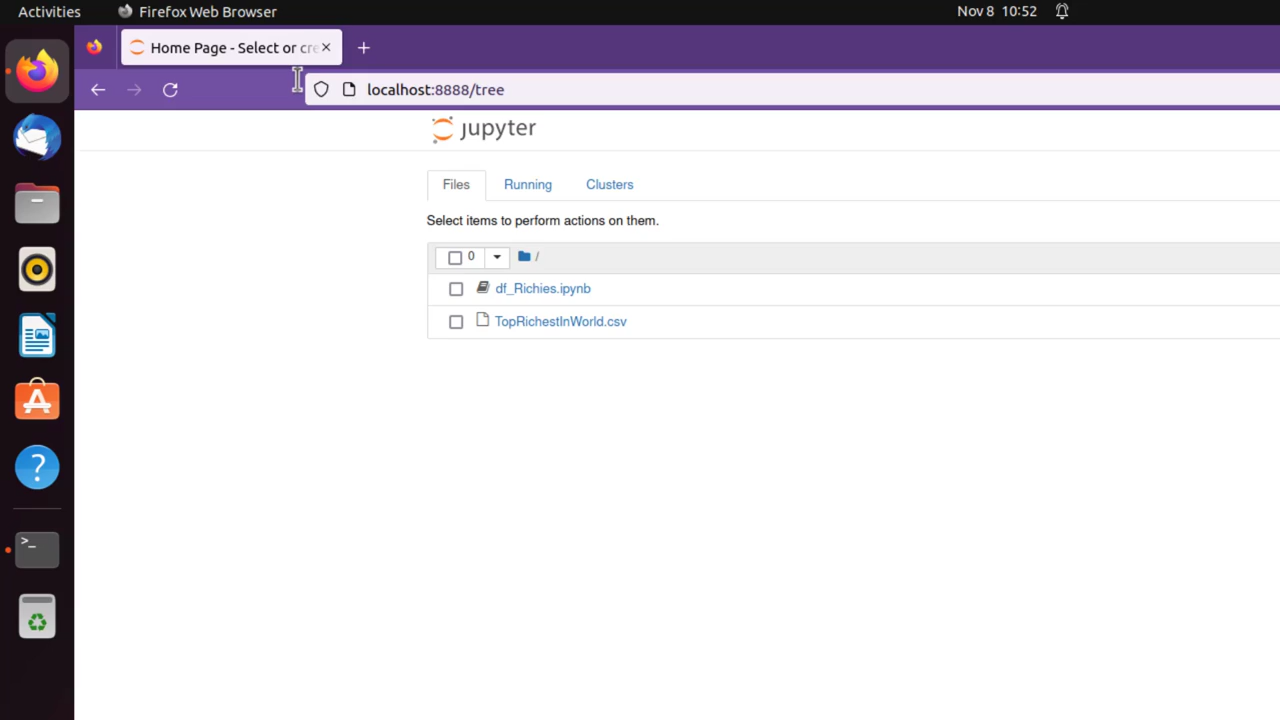 Activities Firefox Web Browser Nov 8 10:52
Home Page - Select or cre
localhost:8888/tree
jupyter
Files Running Clusters
Select items to perform actions on them.
0 /
df_Richies.ipynb
TopRichestInWorld.csv
?
>_